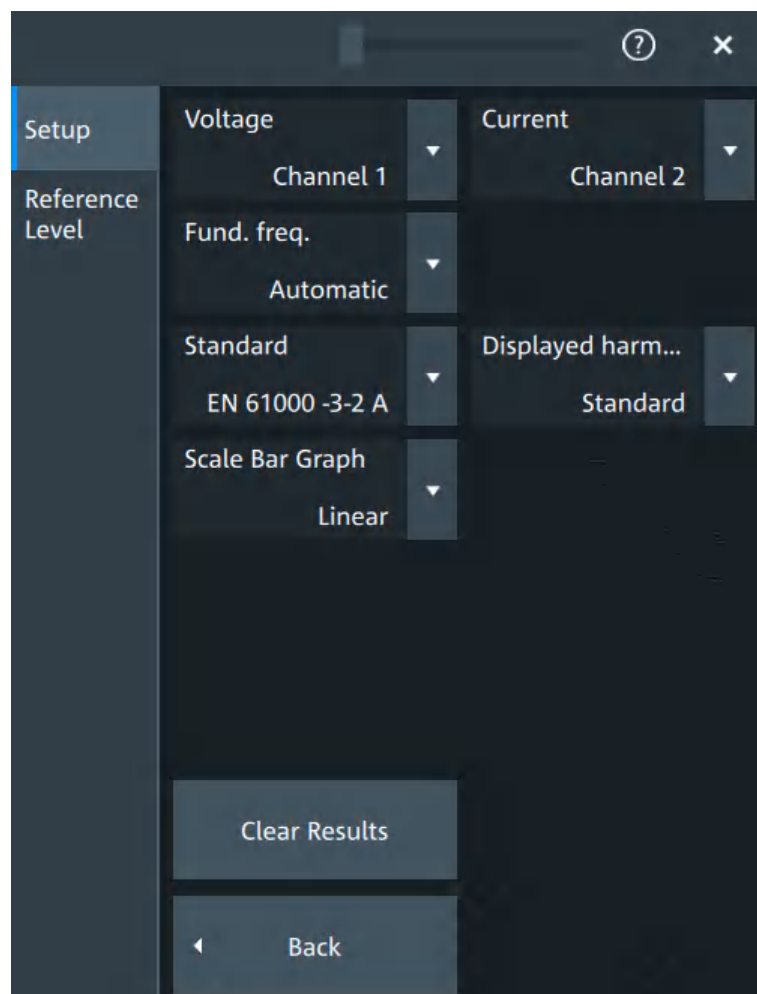 Setup
Reference
Level
Voltage
Channel 1
Current
Channel 2
Fund. freq.
Automatic
Standard
EN 61000 -3-2 A
Displayed harm...
Standard
Scale Bar Graph
Linear
Clear Results
Back